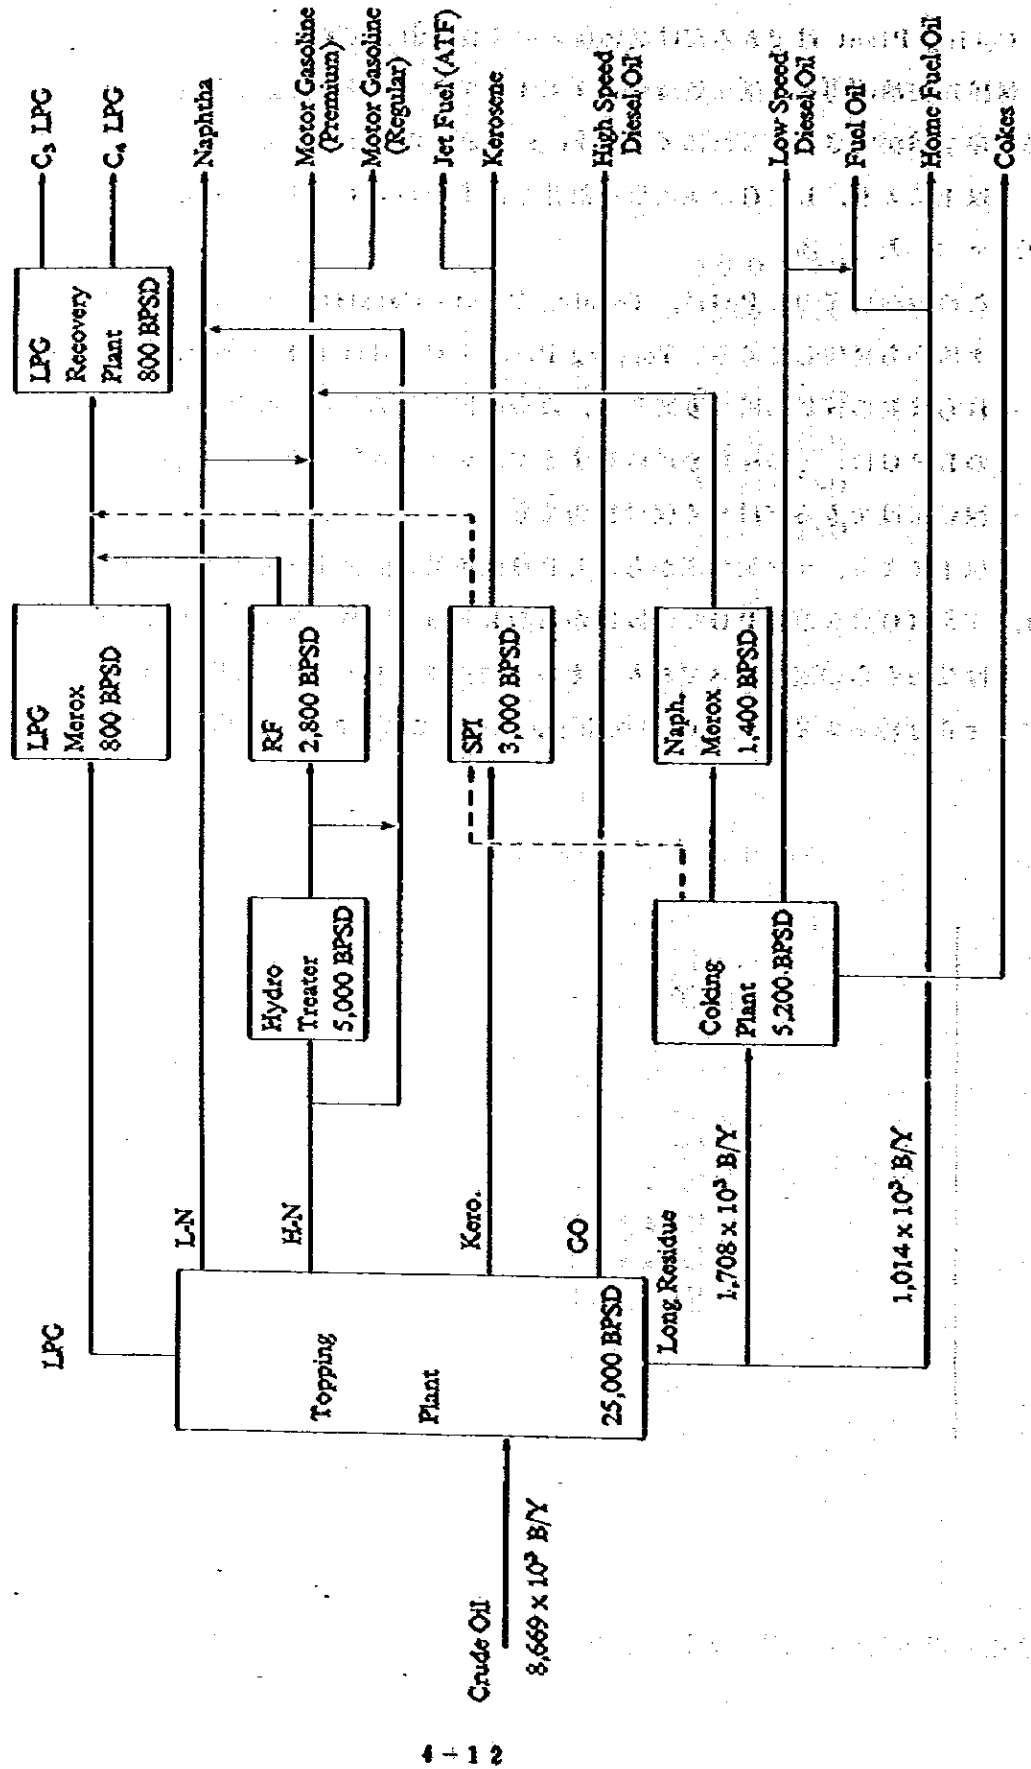 Crude Oil
8,669 x 10³ B/Y
Topping
Plant
25,000 BPSD
LPG
L-N
H-N
Kero.
GO
Long Residue
1,708 x 10³ B/Y
1,014 x 10³ B/Y
Hydro
Treater
5,000 BPSD
Coking
Plant
5,200 BPSD
LPG
Merox
800 BPSD
RF
2,800 BPSD
SPI
3,000 BPSD
Naph.
Merox
1,400 BPSD
LPG
Recovery
Plant
800 BPSD
C₃ LPG
C₄ LPG
Naphtha
Motor Gasoline
(Premium)
Motor Gasoline
(Regular)
Jet Fuel (ATF)
Kerosene
High Speed
Diesel Oil
Low Speed
Diesel Oil
Fuel Oil
Home Fuel Oil
Cokes
4-12